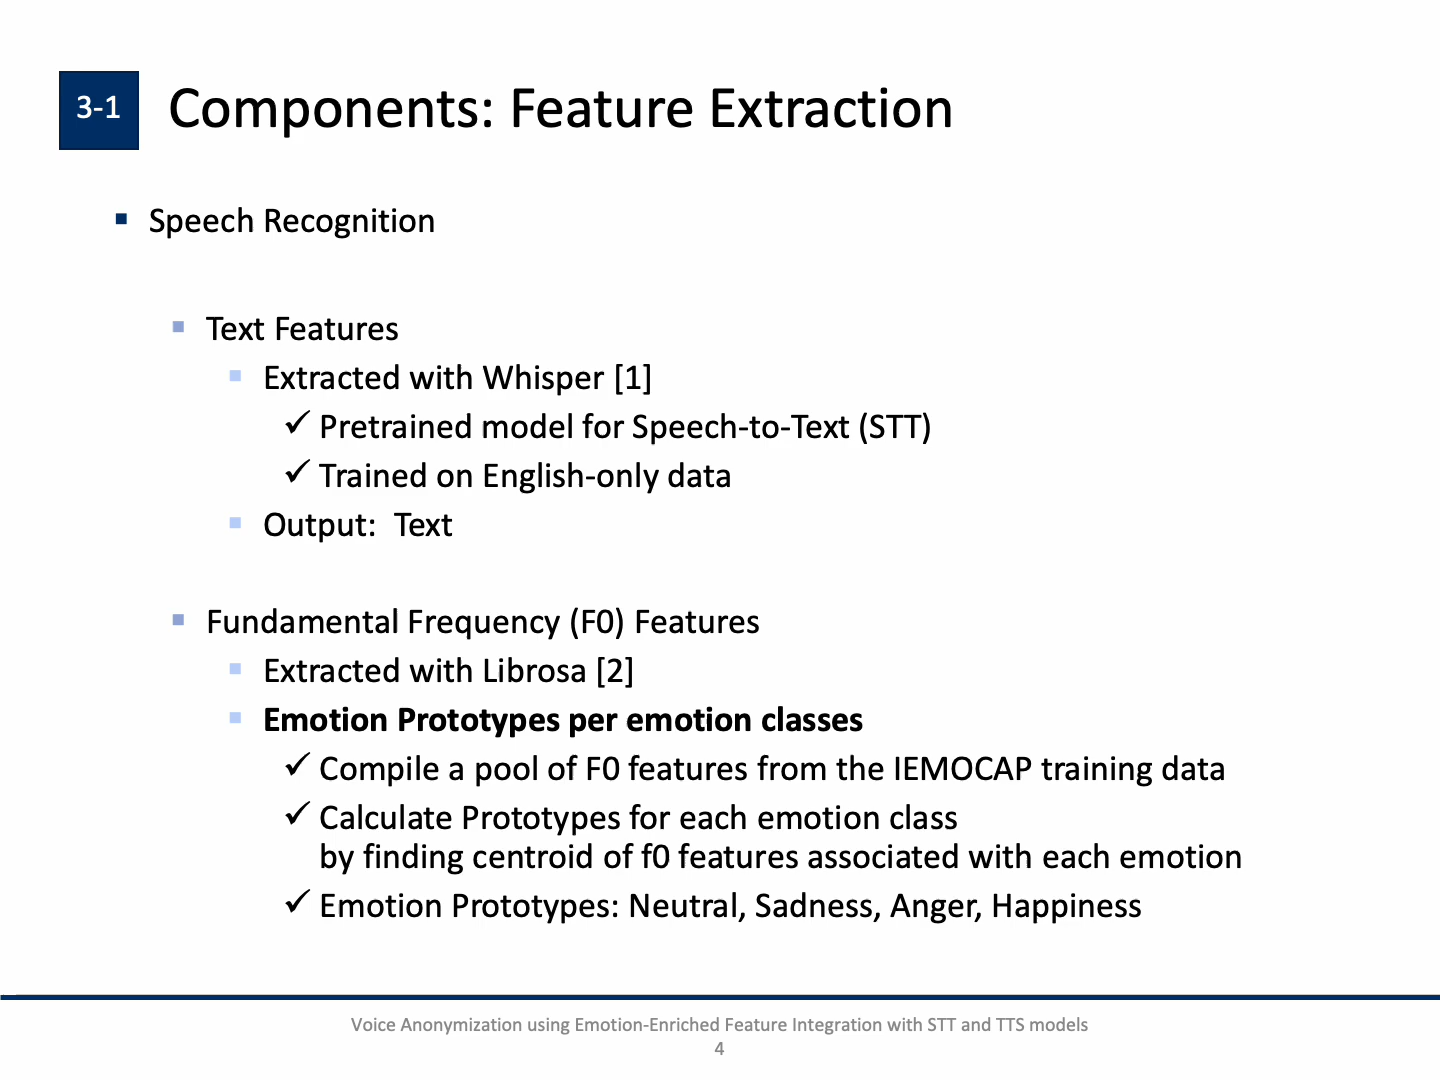 3-1
Components: Feature Extraction
Speech Recognition
Text Features
Extracted with Whisper [1]
Pretrained model for Speech-to-Text (STT)
Trained on English-only data
Output: Text
Fundamental Frequency (F0) Features
Extracted with Librosa [2]
Emotion Prototypes per emotion classes
Compile a pool of F0 features from the IEMOCAP training data
Calculate Prototypes for each emotion class
by finding centroid of f0 features associated with each emotion
Emotion Prototypes: Neutral, Sadness, Anger, Happiness
Voice Anonymization using Emotion-Enriched Feature Integration with STT and TTS models
4